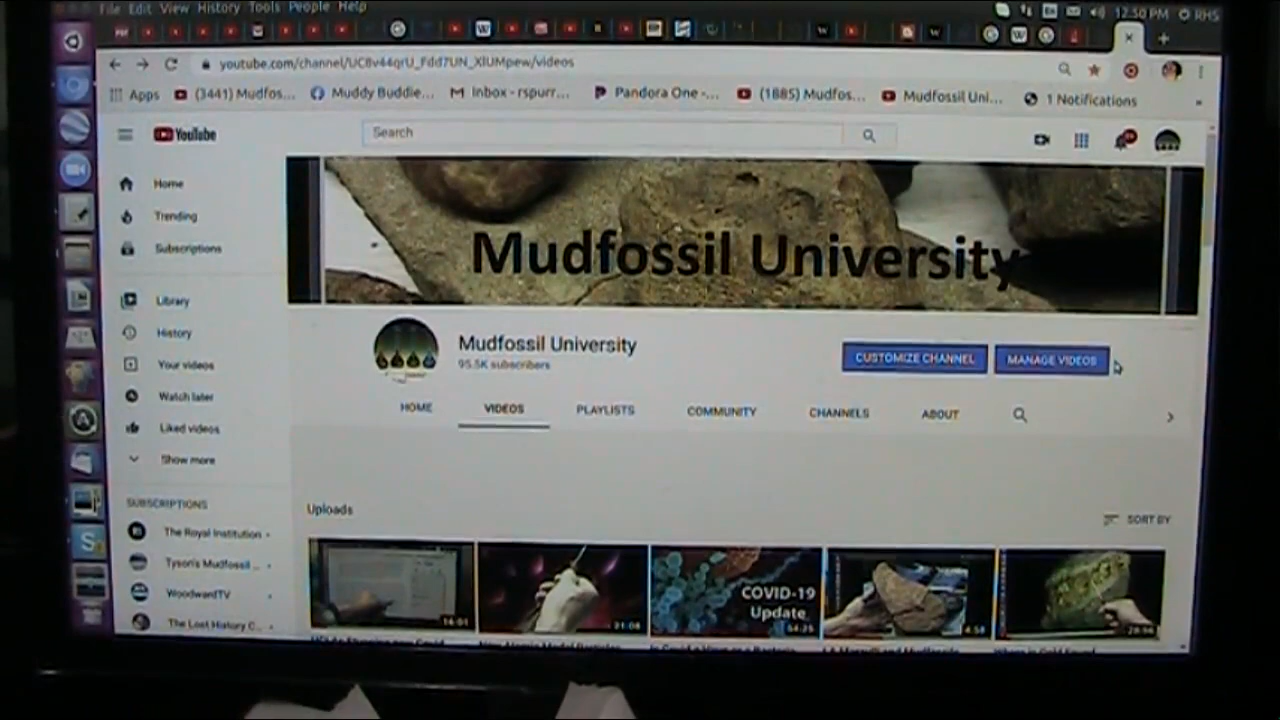 File Edit View History Tools People Help
En
12:50 PM
RHS
youtube.com/channel/UC8v44qrU_Fdd7UN_XlUMpew/videos
Apps (3441) Mudfos... Muddy Buddie... Inbox - rspurr... Pandora One -... (1885) Mudfos... Mudfossil Uni... 1 Notifications
YouTube
Search
Home
Trending
Subscriptions
Library
History
Your videos
Watch later
Liked videos
Show more
SUBSCRIPTIONS
The Royal Institution
Tyson's Mudfossil ...
WoodwardTV
The Lost History C...
Mudfossil University
Mudfossil University
95.5K subscribers
CUSTOMIZE CHANNEL MANAGE VIDEOS
HOME VIDEOS PLAYLISTS COMMUNITY CHANNELS ABOUT
Uploads
SORT BY
COVID-19
Update
21:08
54:25
4:58